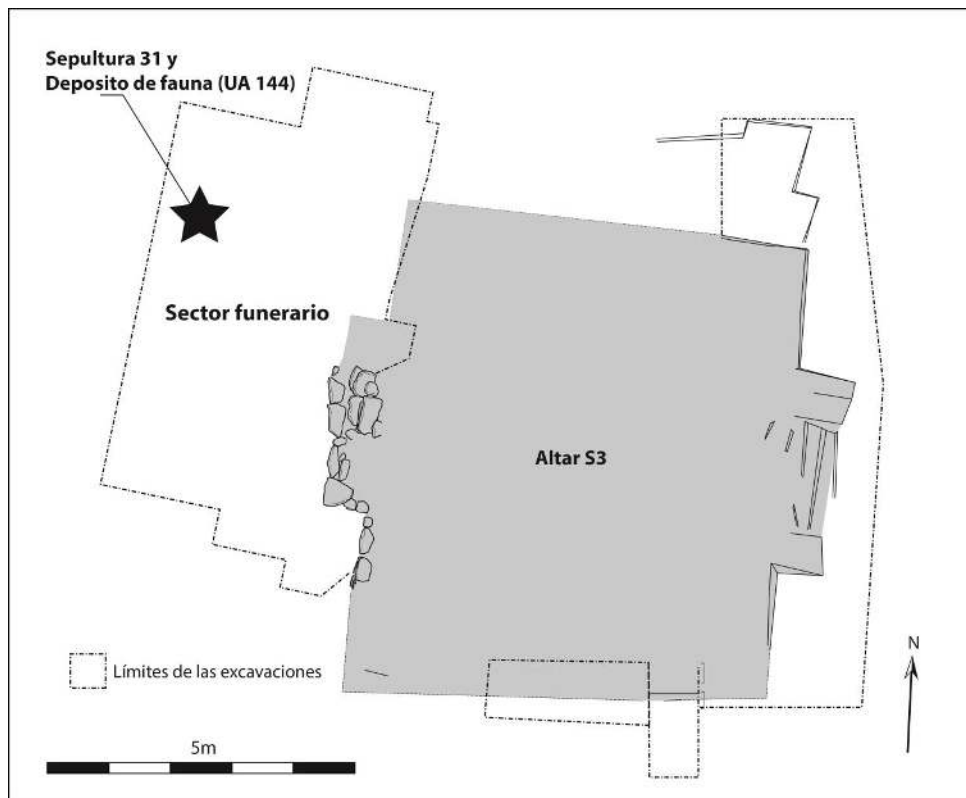 Sepultura 31 y
Deposito de fauna (UA 144)
Sector funerario
Altar S3
N
Límites de las excavaciones
5m